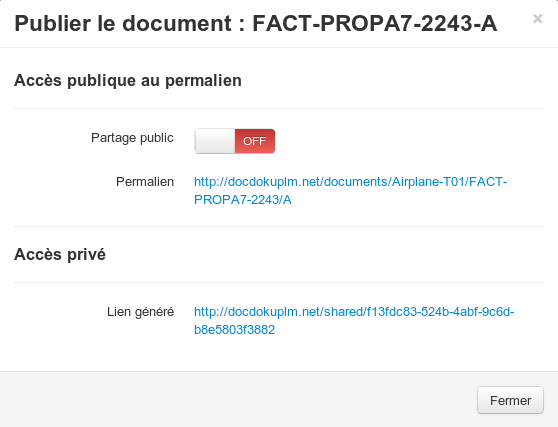 Publier le document : FACT-PROPA7-2243-A
×
Accès publique au permalien
Partage public
OFF
Permalien
http://docdokuplm.net/documents/Airplane-T01/FACT-
PROPA7-2243/A
Accès privé
Lien généré
http://docdokuplm.net/shared/f13fdc83-524b-4abf-9c6d-
b8e5803f3882
Fermer